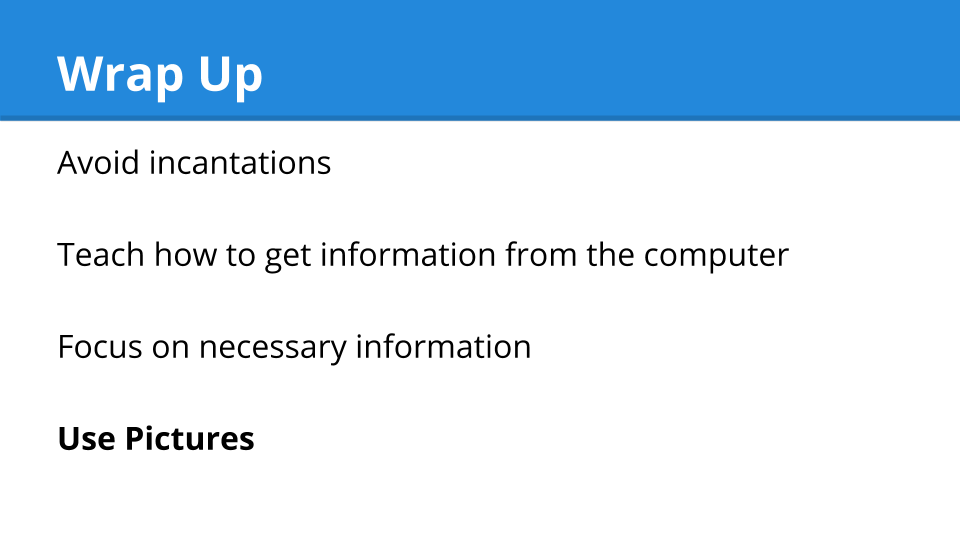 Wrap Up
Avoid incantations
Teach how to get information from the computer
Focus on necessary information
Use Pictures